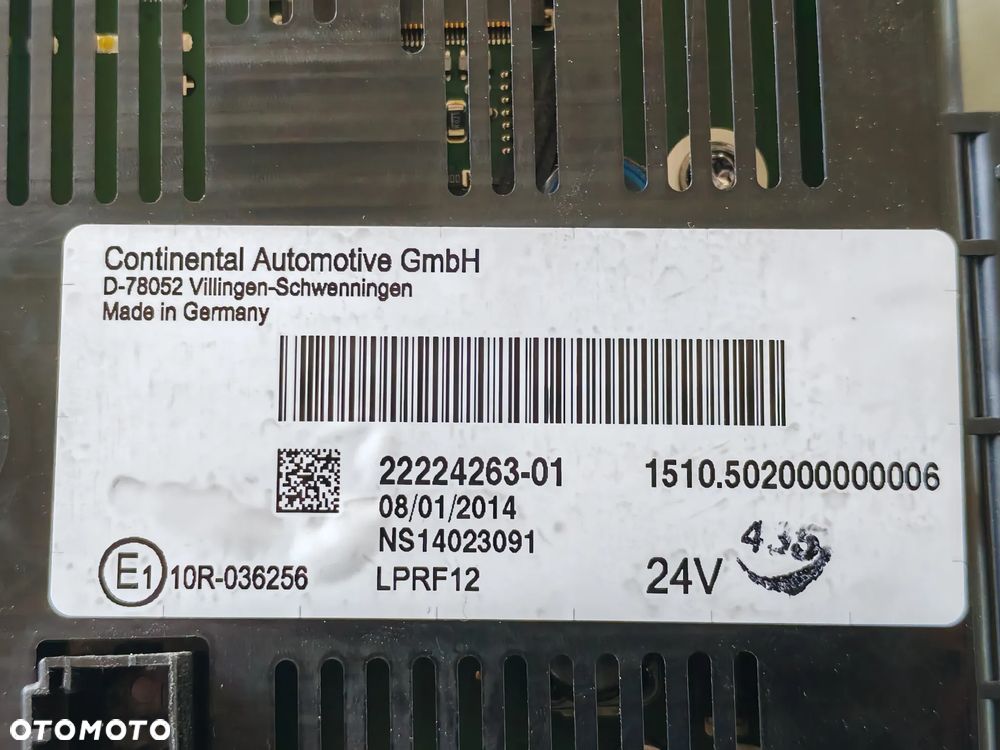 Continental Automotive GmbH
D-78052 Villingen-Schwenningen
Made in Germany
22224263-01 1510.502000000006
08/01/2014
NS14023091
E1 10R-036256 LPRF12 24V
OTOMOTO